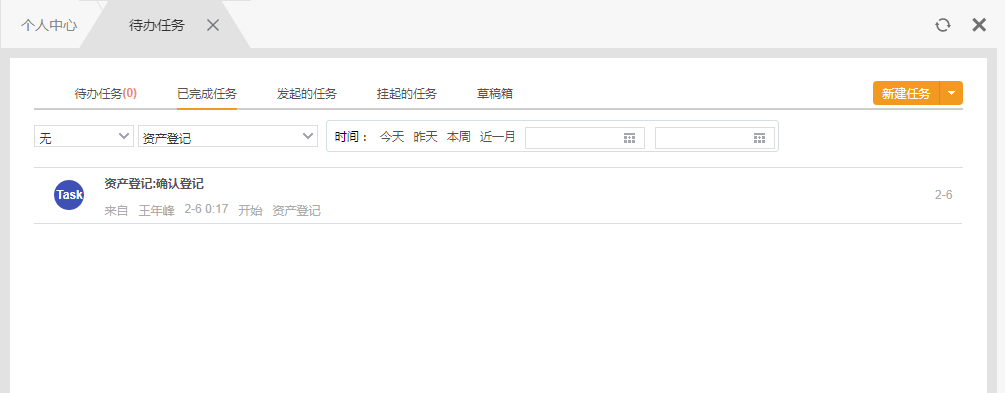 个人中心 待办任务
待办任务(0) 已完成任务 发起的任务 挂起的任务 草稿箱 新建任务
无 资产登记 时间： 今天 昨天 本周 近一月
Task 资产登记:确认登记 2-6
来自 王年峰 2-6 0:17 开始 资产登记